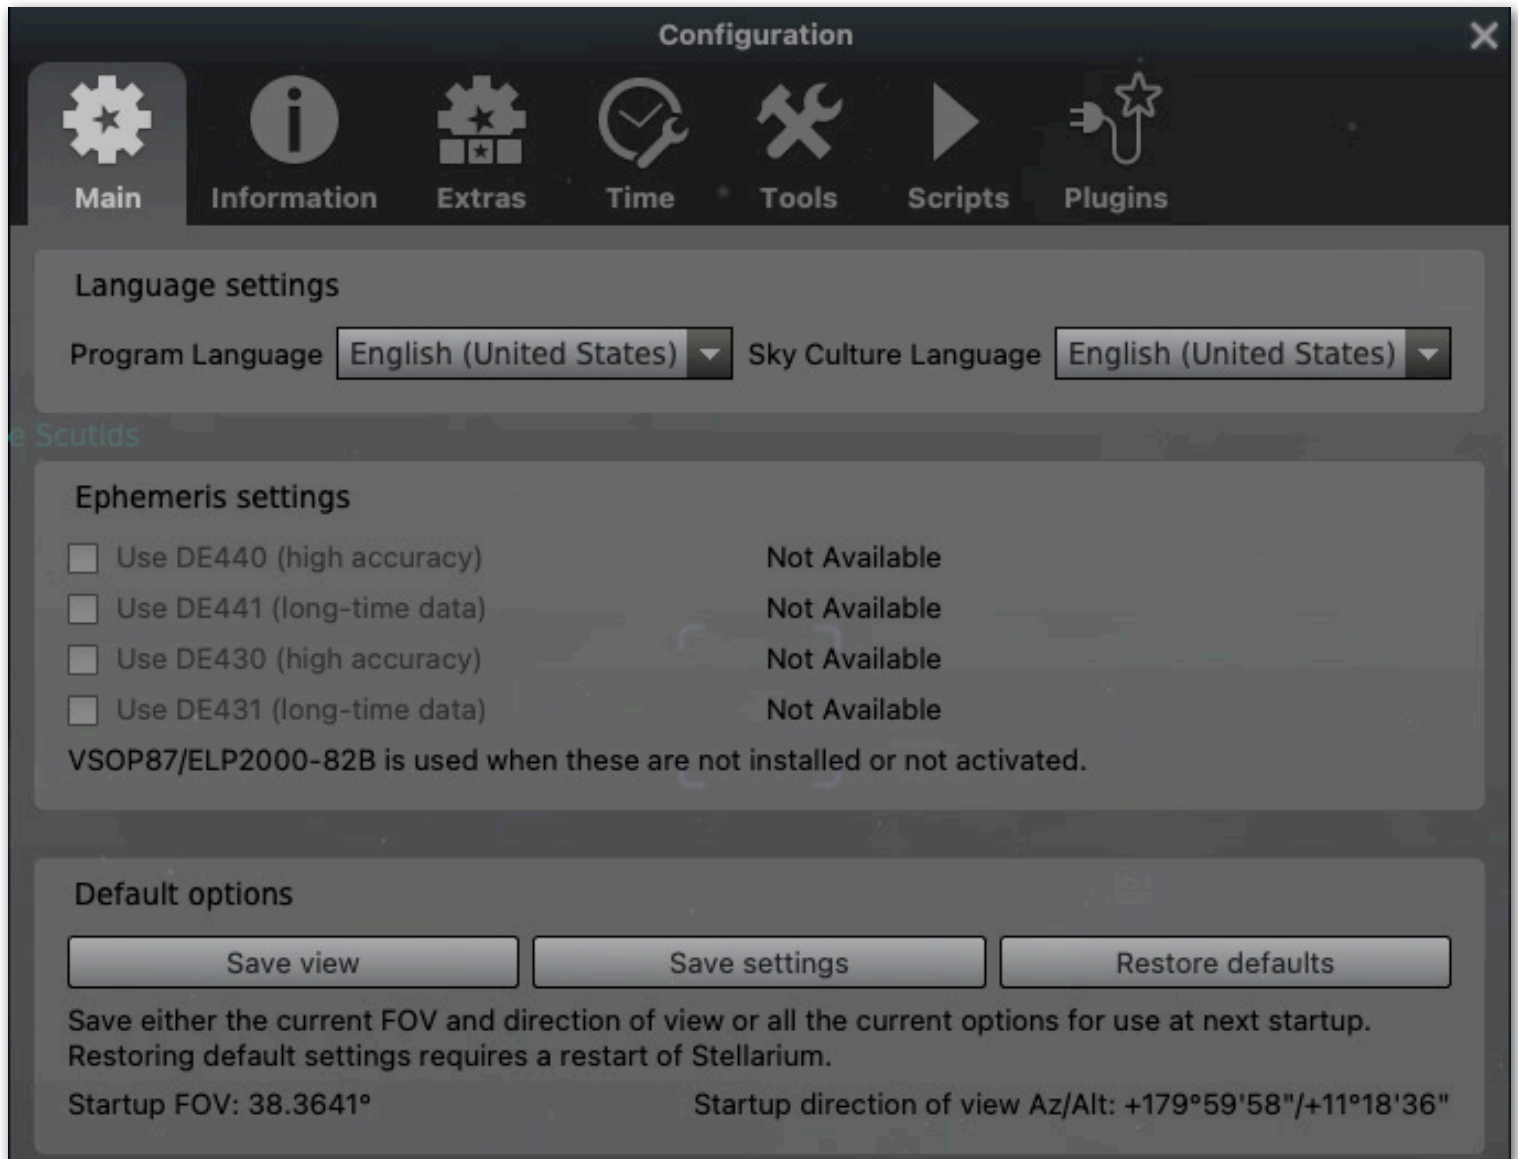 Configuration
Main Information Extras Time Tools Scripts Plugins
Language settings
Program Language English (United States) Sky Culture Language English (United States)
e Scutids
Ephemeris settings
Use DE440 (high accuracy) Not Available
Use DE441 (long-time data) Not Available
Use DE430 (high accuracy) Not Available
Use DE431 (long-time data) Not Available
VSOP87/ELP2000-82B is used when these are not installed or not activated.
Default options
Save view Save settings Restore defaults
Save either the current FOV and direction of view or all the current options for use at next startup.
Restoring default settings requires a restart of Stellarium.
Startup FOV: 38.3641° Startup direction of view Az/Alt: +179°59'58"/+11°18'36"